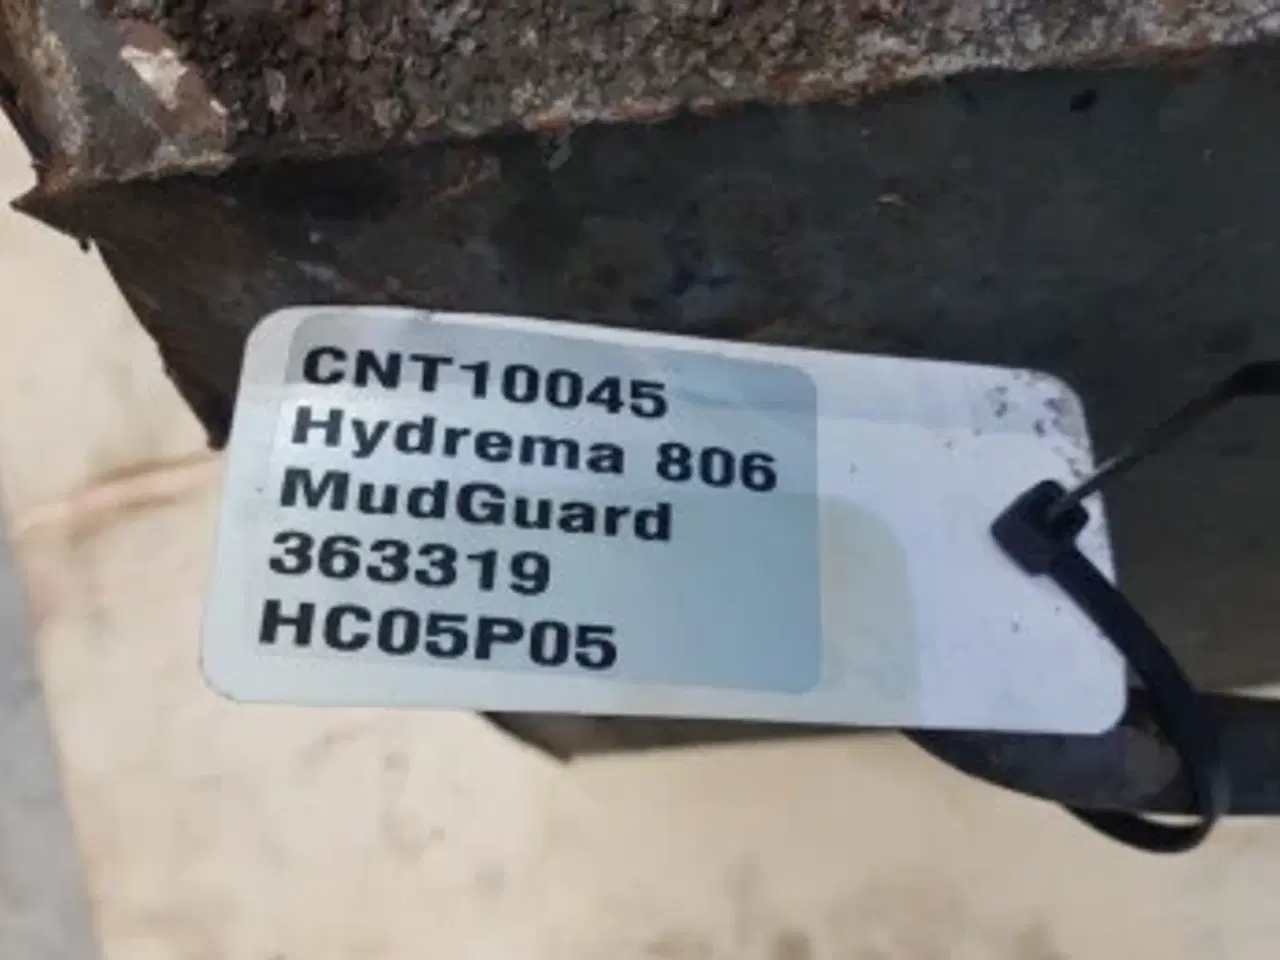 CNT10045
Hydrema 806
MudGuard
363319
HC05P05